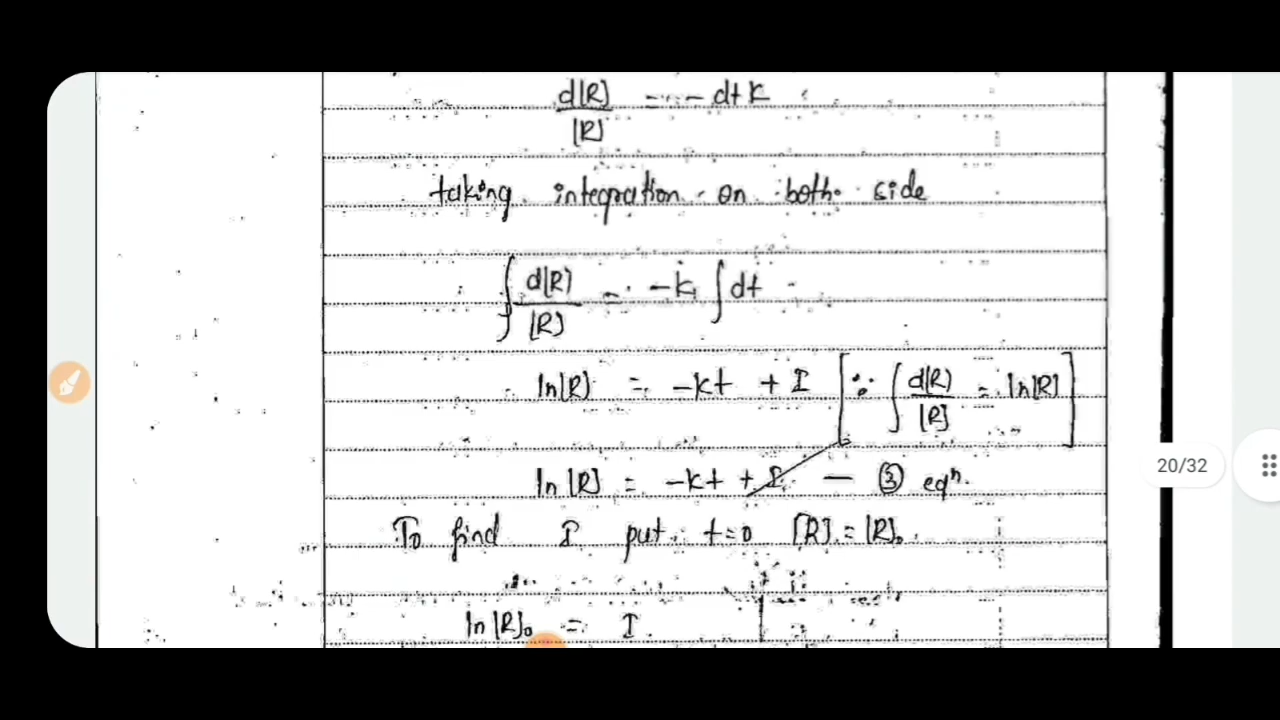 d[R] / [R] = - dt K
taking integration on both side
∫ d[R] / [R] = -k ∫ dt
ln[R] = -kt + I [∵ ∫ d[R] / [R] = ln[R]]
ln [R] = -kt + I — ③ eqⁿ.
20/32
To find I put t=0 [R] = [R]₀
ln [R]₀ = I